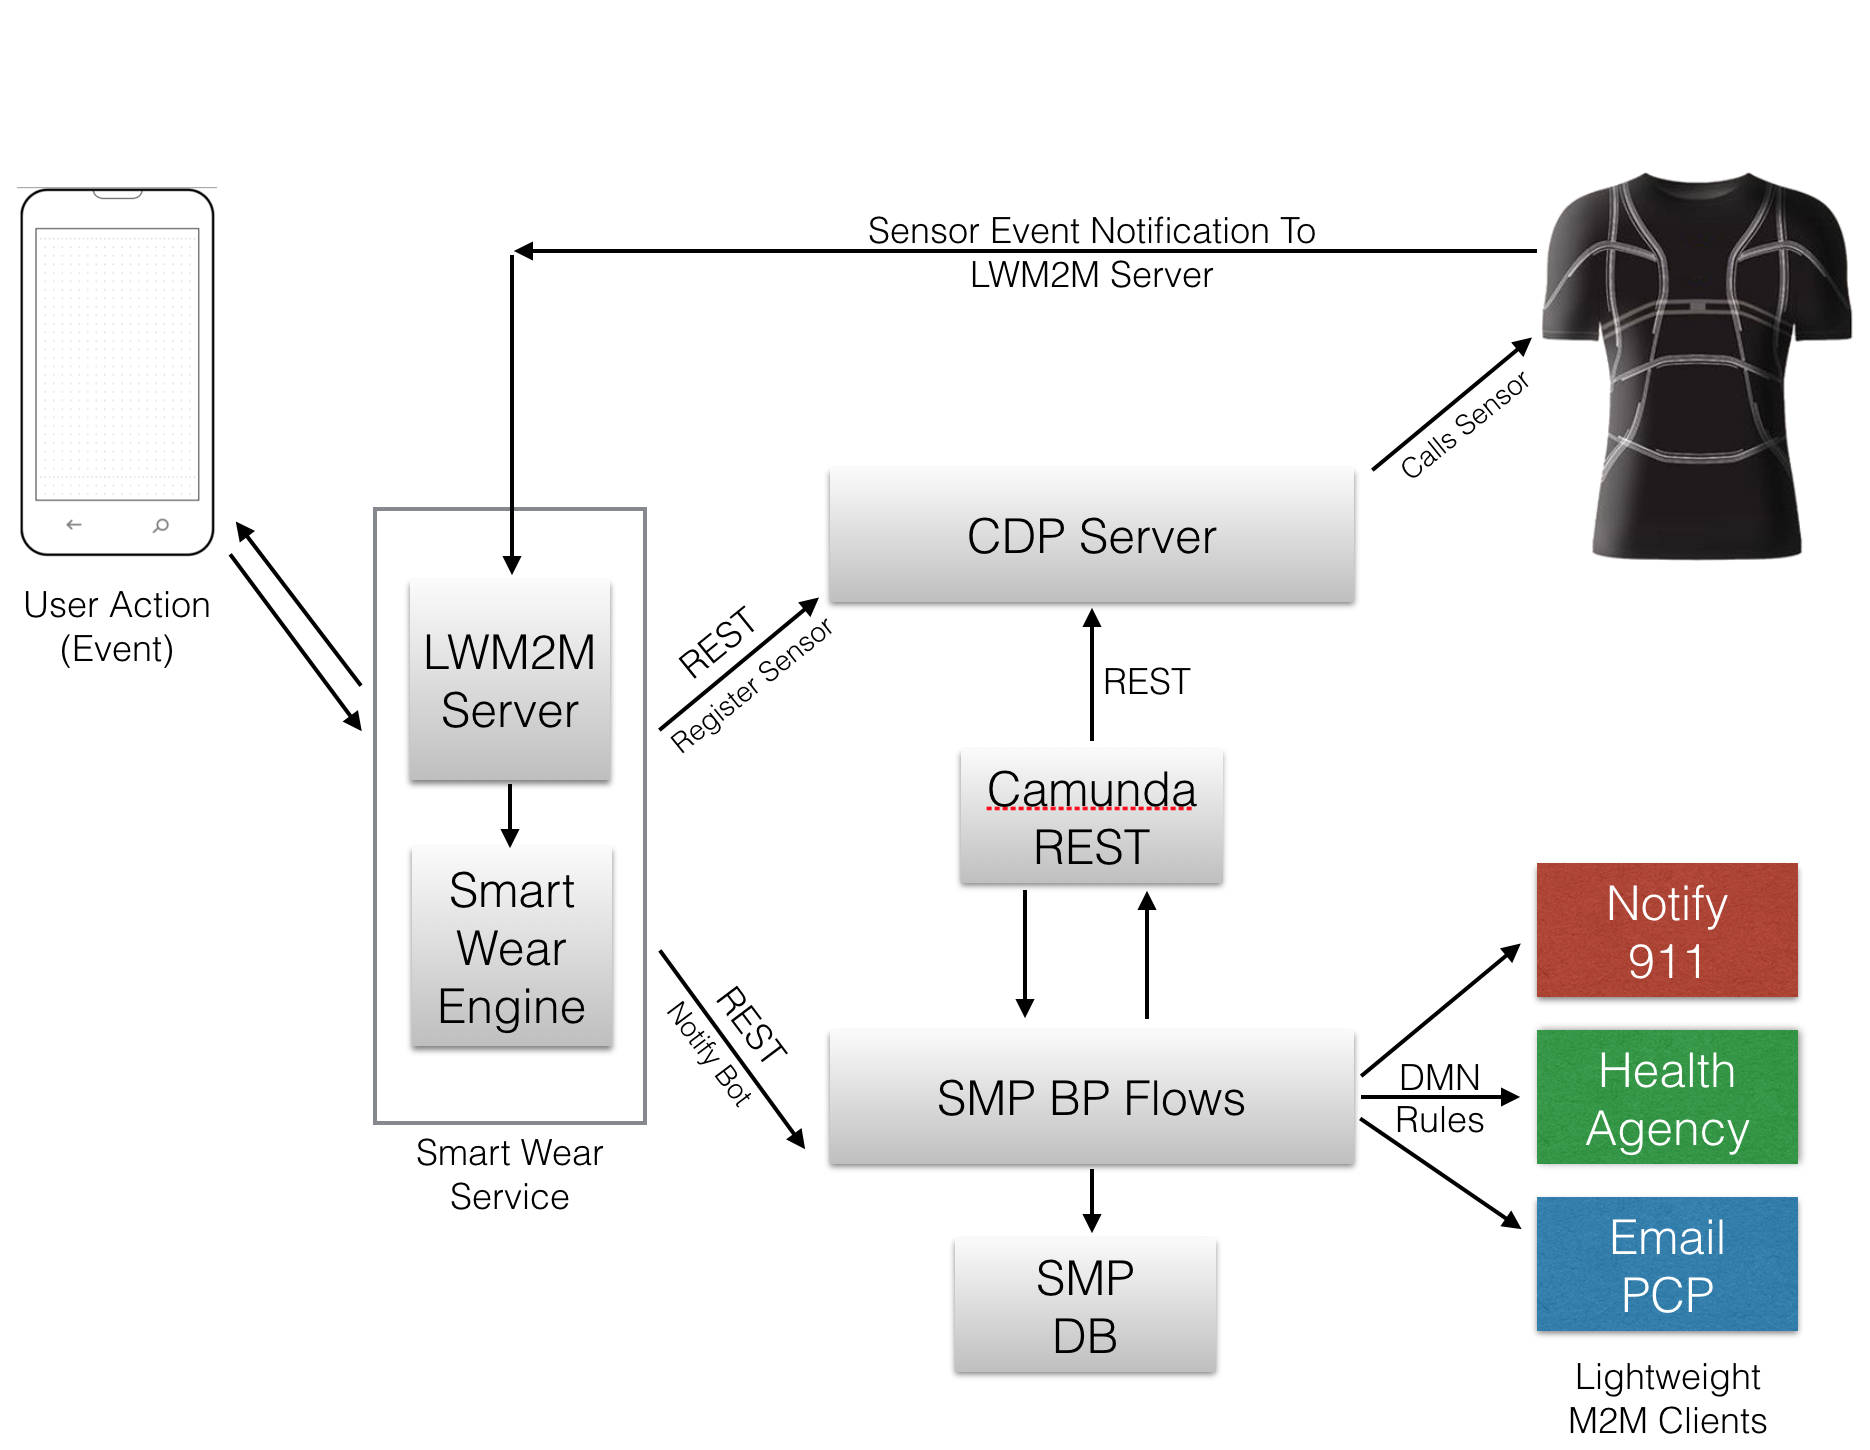 Sensor Event Notification To
LWM2M Server
Calls Sensor
User Action
(Event)
CDP Server
LWM2M
Server
REST
Register Sensor
REST
Camunda
REST
Smart
Wear
Engine
REST
Notify Bot
Smart Wear
Service
SMP BP Flows
DMN
Rules
Notify
911
Health
Agency
Email
PCP
SMP
DB
Lightweight
M2M Clients